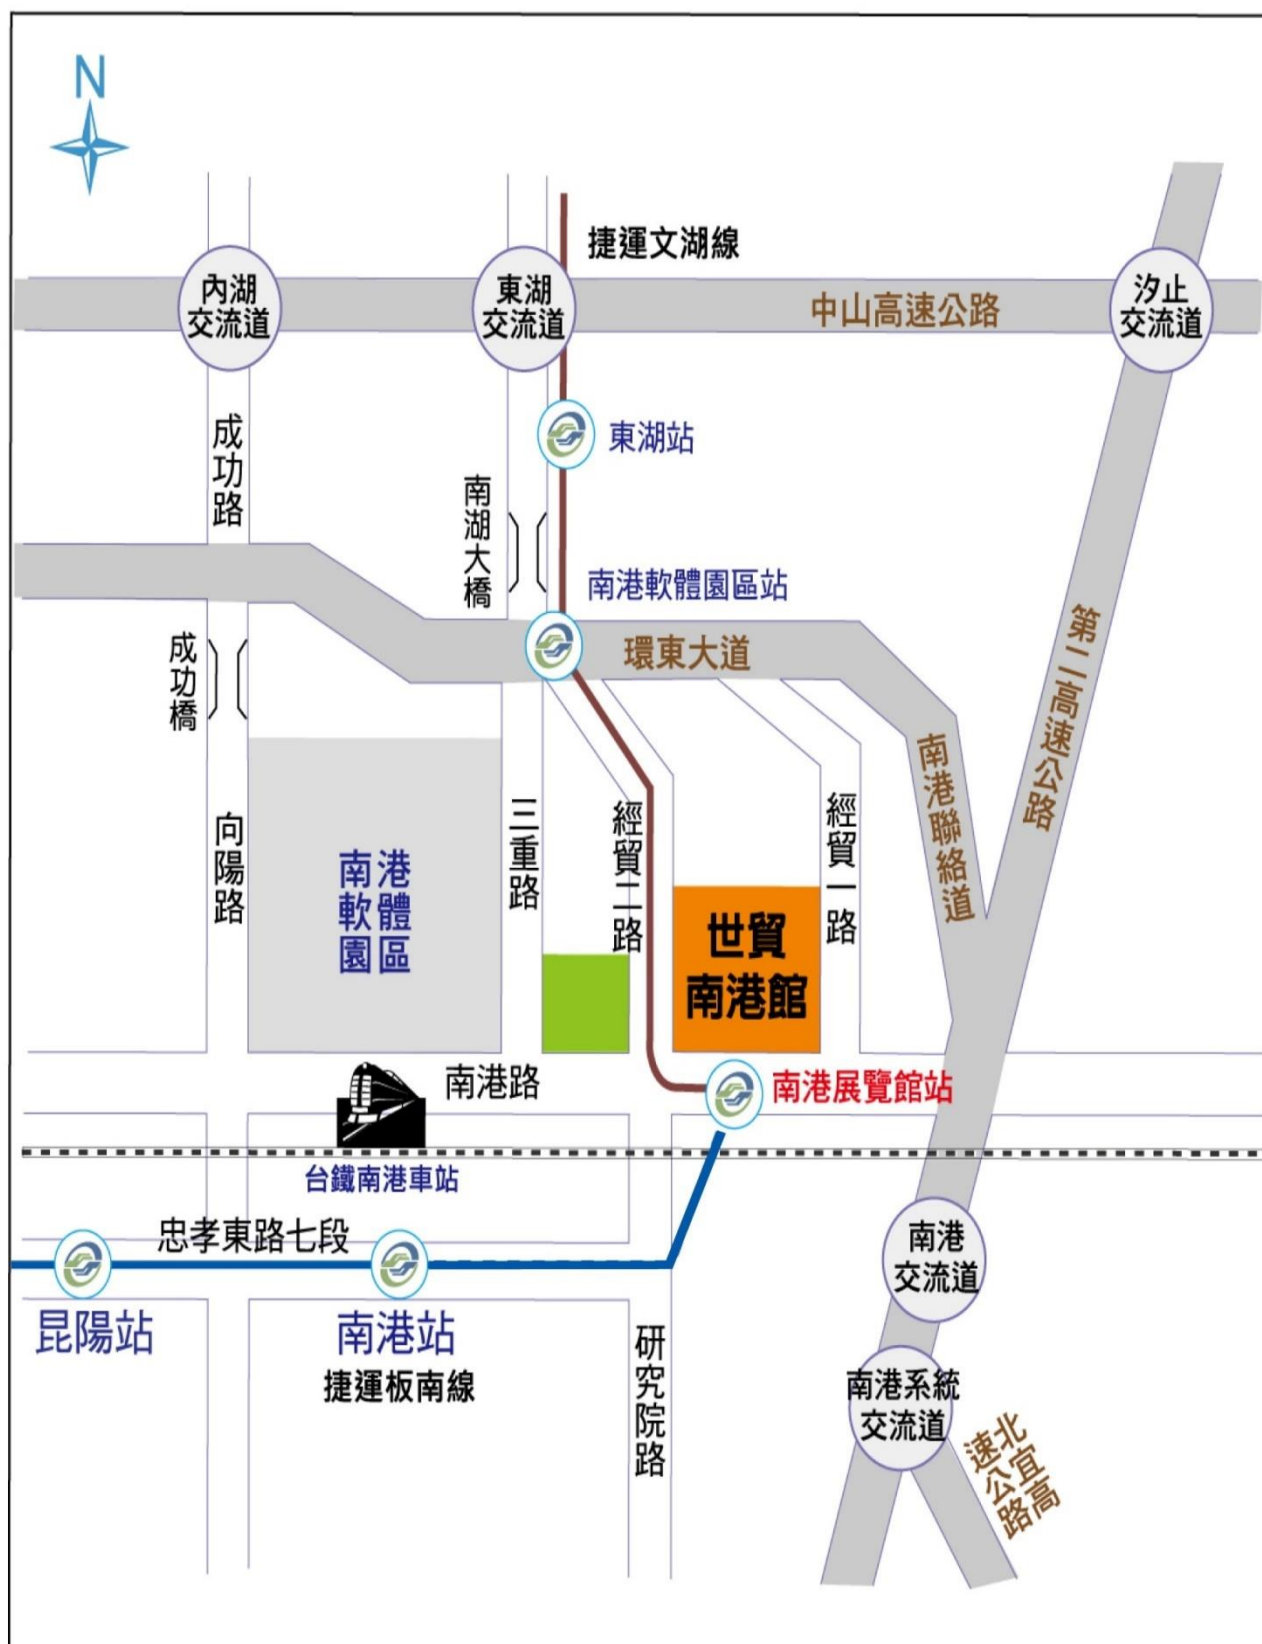 N
捷運文湖線
內湖
交流道
東湖
交流道
中山高速公路
汐止
交流道
成功路
東湖站
南湖大橋
南港軟體園區站
環東大道
第二高速公路
成功橋
南港聯絡道
向陽路
南港
軟體
園區
三重路
經貿二路
經貿一路
世貿
南港館
南港路
南港展覽館站
台鐵南港車站
忠孝東路七段
南港
交流道
昆陽站
南港站
捷運板南線
研究院路
南港系統
交流道
北宜高
速公路